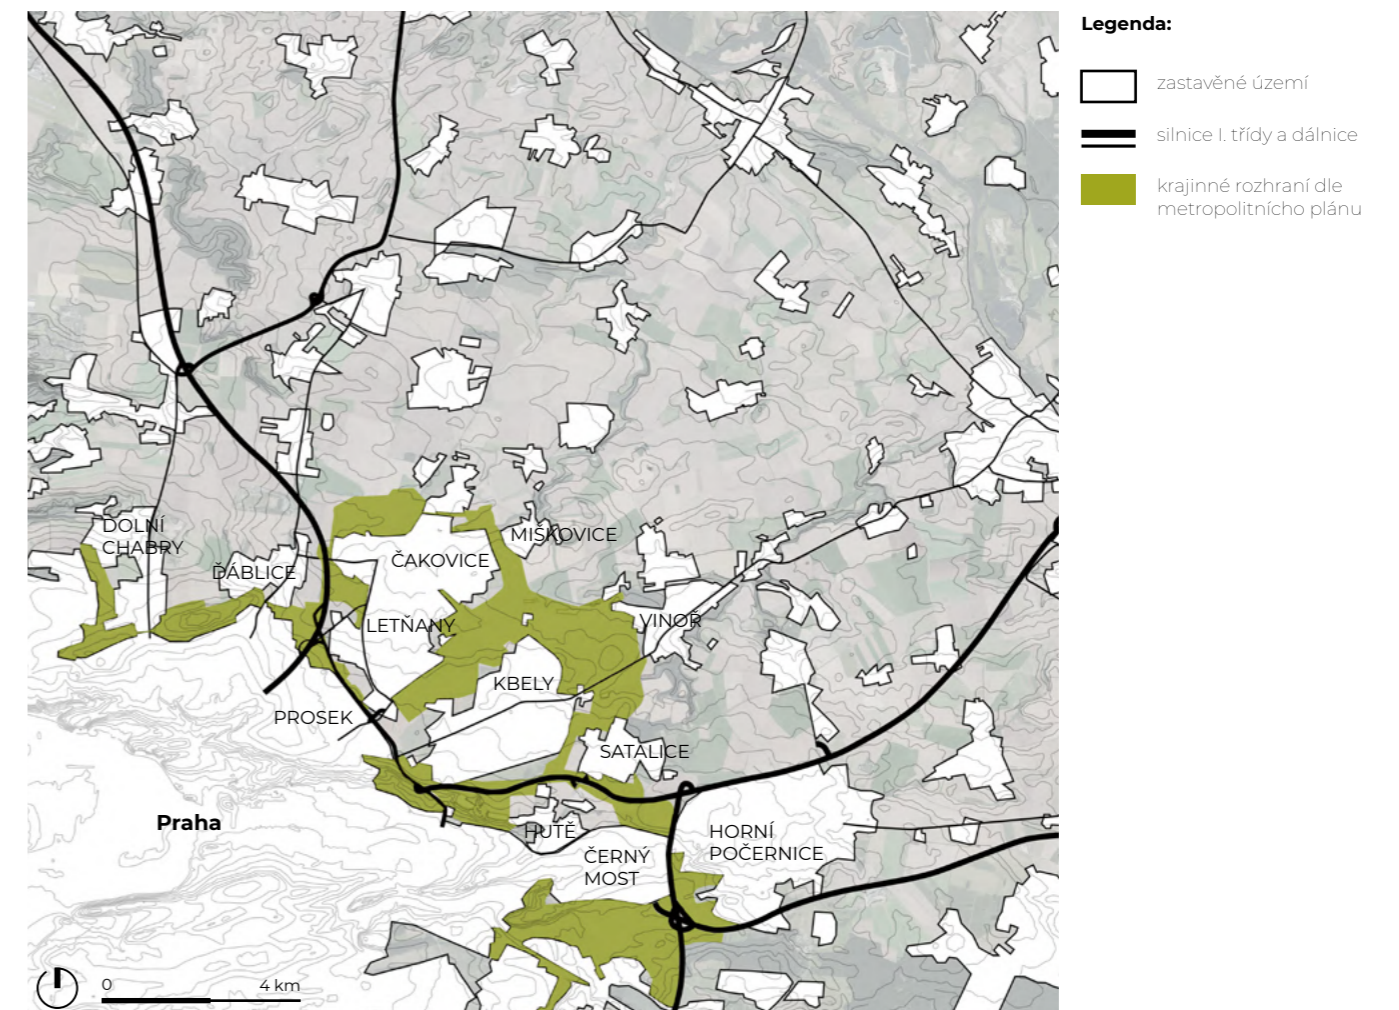 Legenda:
zastavěné území
silnice I. třídy a dálnice
krajinné rozhraní dle
metropolitnícho plánu
DOLNÍ
CHABRY
ĎÁBLICE
ČAKOVICE
MIŠKOVICE
LETŇANY
VINOŘ
KBELY
PROSEK
SATALICE
Praha
HUTĚ
HORNÍ
POČERNICE
ČERNÝ
MOST
0
4 km